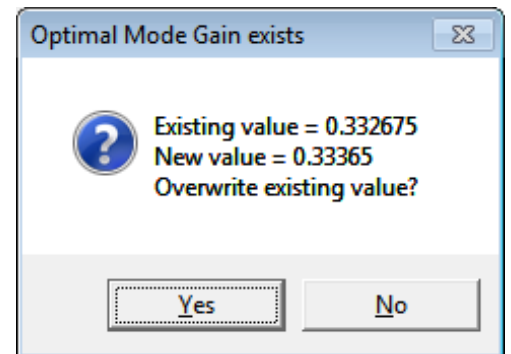 Optimal Mode Gain exists
Existing value = 0.332675
New value = 0.33365
Overwrite existing value?
Yes
No